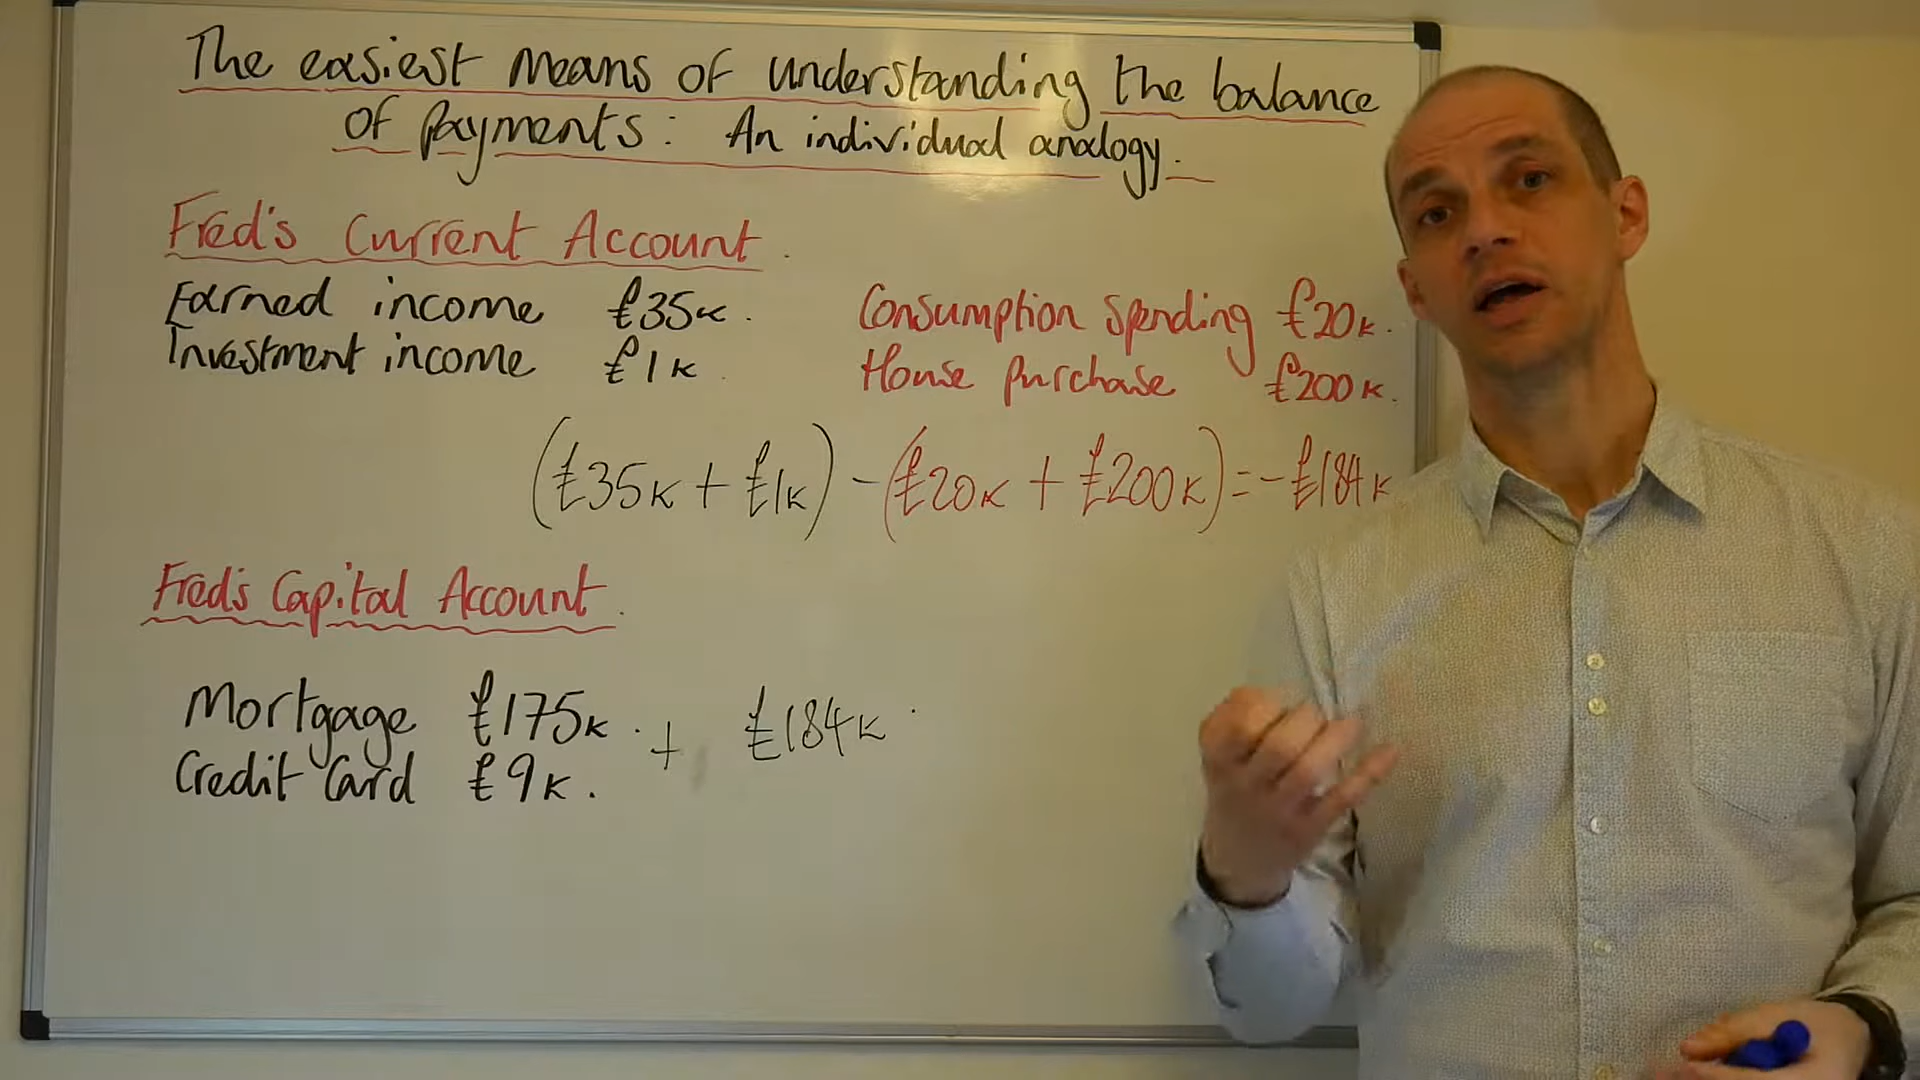 The easiest means of understanding the balance
of payments: An individual analogy.
Fred's Current Account.
Earned income £35K.
Investment income £1K.
Consumption spending £20K.
House purchase £200K.
(£35K + £1K) - (£20K + £200K) = -£184K
Fred's Capital Account.
Mortgage £175K. + £184K.
Credit Card £9K.